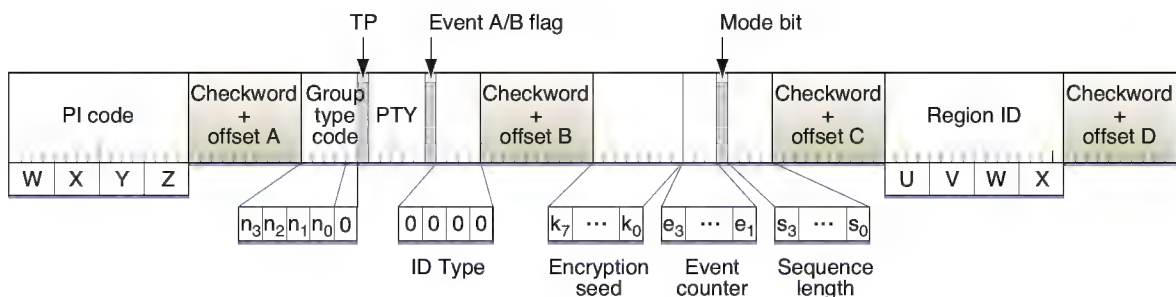 TP
Event A/B flag
Mode bit
PI code
Checkword
+
offset A
Group
type
code
PTY
Checkword
+
offset B
Checkword
+
offset C
Region ID
Checkword
+
offset D
W X Y Z
U V W X
n3 n2 n1 n0 0
0 0 0 0
k7 ··· k0
e3 ··· e1
s3 ··· s0
ID Type
Encryption
seed
Event
counter
Sequence
length